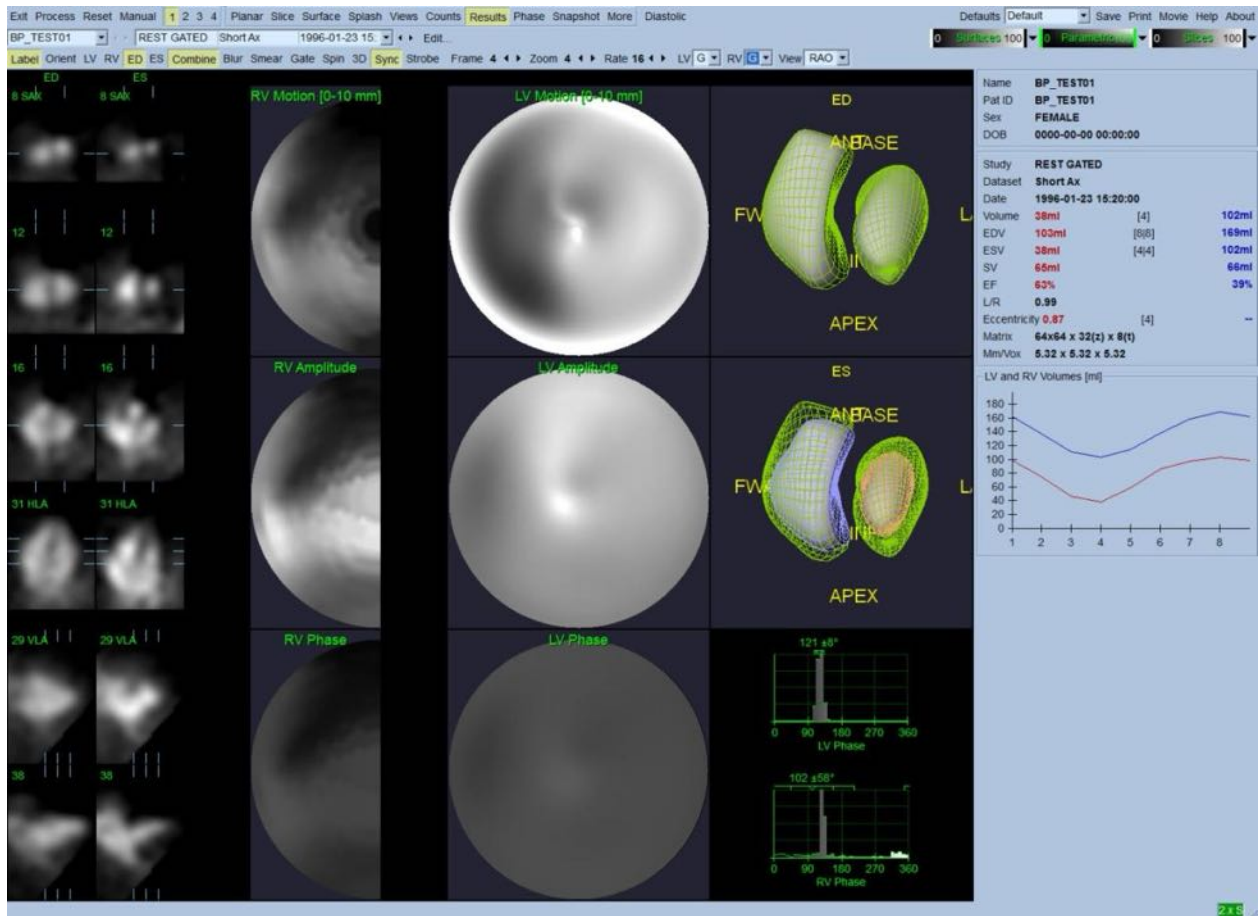 Exit Process Reset Manual 1 2 3 4 Planar Slice Surface Splash Views Counts Results Phase Snapshot More Diastolic Defaults Default Save Print Movie Help About
BP_TEST01 REST GATED Short Ax 1996-01-23 15: Edit... 0 Surfaces 100 0 Parametric 0 Slices 100
Label Orient LV RV ED ES Combine Blur Smear Gate Spin 3D Sync Strobe Frame 4 Zoom 4 Rate 16 LV G RV G View RAO
ED ES
8 SAX 8 SAX
12 12
16 16
31 HLA 31 HLA
29 VLA 29 VLA
38 38
RV Motion [0-10 mm] LV Motion [0-10 mm]
RV Amplitude LV Amplitude
RV Phase LV Phase
ED
ANT BASE
FW
APEX
ES
ANT BASE
FW
INF
APEX
121 ±8°
0 90 180 270 360
LV Phase
102 ±58°
0 90 180 270 360
RV Phase
Name BP_TEST01
Pat ID BP_TEST01
Sex FEMALE
DOB 0000-00-00 00:00:00
Study REST GATED
Dataset Short Ax
Date 1996-01-23 15:20:00
Volume 38ml [4] 102ml
EDV 103ml [8|8] 169ml
ESV 38ml [4|4] 102ml
SV 65ml 66ml
EF 63% 39%
L/R 0.99
Eccentricity 0.87 [4] --
Matrix 64x64 x 32(z) x 8(t)
Mm/Vox 5.32 x 5.32 x 5.32
LV and RV Volumes [ml]
180
160
140
120
100
80
60
40
20
0
1 2 3 4 5 6 7 8
2 x S